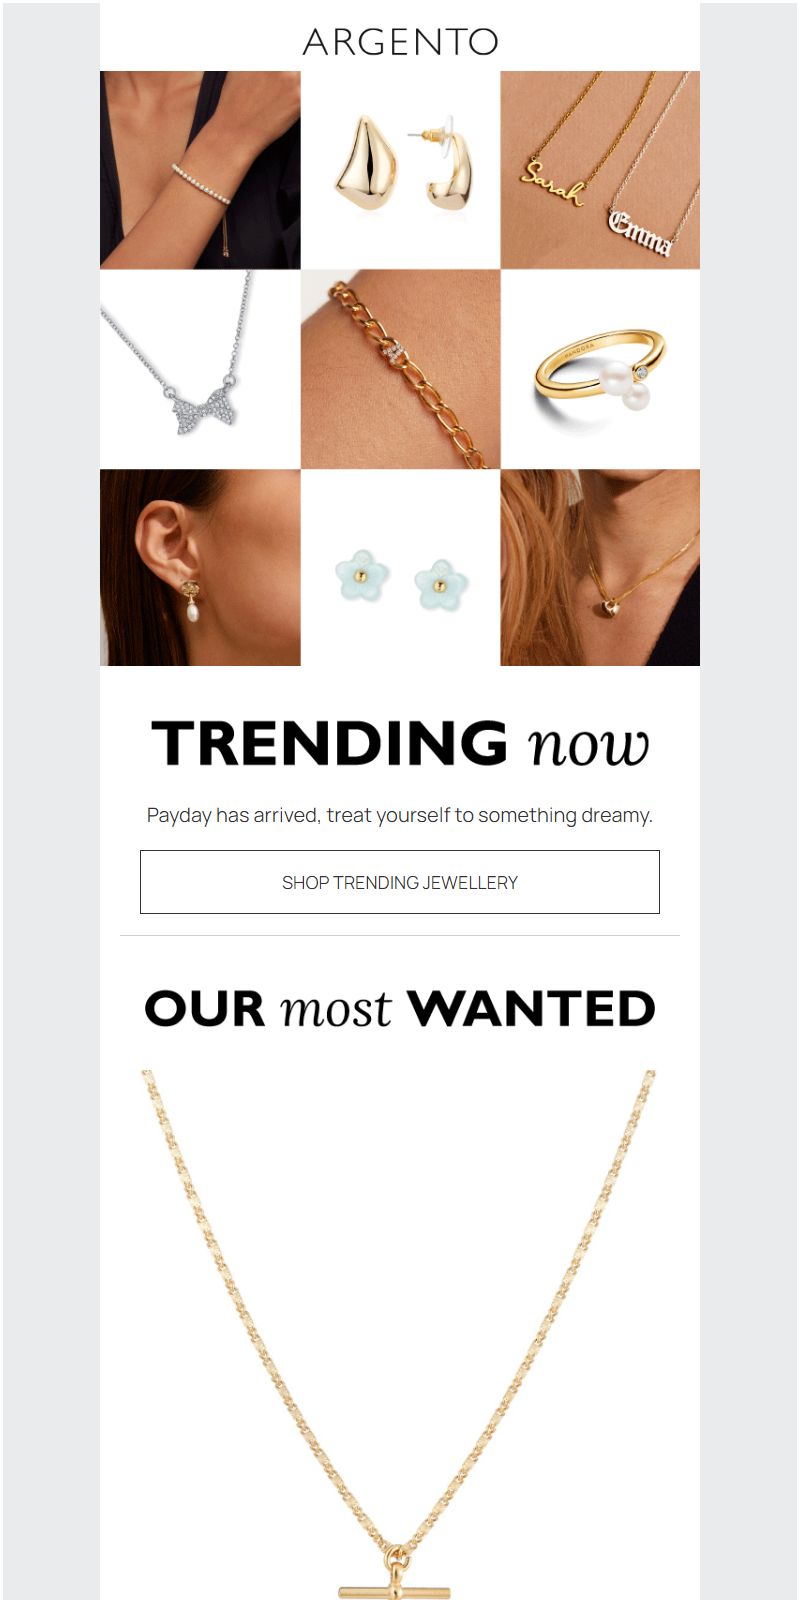 ARGENTO
Sarah
Emma
PANDORA
TRENDING now
Payday has arrived, treat yourself to something dreamy.
SHOP TRENDING JEWELLERY
OUR most WANTED